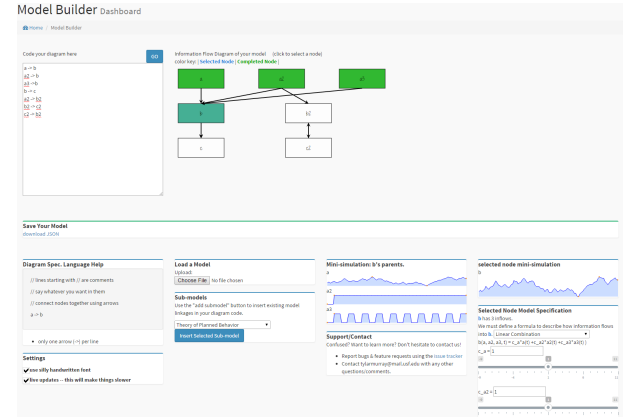 Model Builder Dashboard
Home / Model Builder
Code your diagram here
GO
a -> b
a2 -> b
a3 ->b
b -> c
a2 -> b2
b2 -> c2
c2 -> b2
Information Flow Diagram of your model (click to select a node)
color key: | Selected Node | Completed Node |
a
a2
a3
b
b2
c
c2
Save Your Model
download JSON
Diagram Spec. Language Help
// lines starting with // are comments
// say whatever you want in them
// connect nodes together using arrows
a -> b
only one arrow (->) per line
Settings
use silly handwritten font
live updates -- this will make things slower
Load a Model
Upload:
Choose File No file chosen
Sub-models
Use the "add submodel" button to insert existing model
linkages in your diagram code.
Theory of Planned Behavior
Insert Selected Sub-model
Mini-simulation: b's parents.
a
a2
a3
Support/Contact
Confused? Want to learn more? Don't hesitate to contact us!
Report bugs & feature requests using the issue tracker
Contact tylarmurray@mail.usf.edu with any other
questions/comments.
selected node mini-simulation
b
Selected Node Model Specification
b has 3 inflows.
We must define a formula to describe how information flows
into b. Linear Combination
b(a, a2, a3, t) = c_a*a(t) +c_a2*a2(t) +c_a3*a3(t) )
c_a = 1
c_a2 = 1